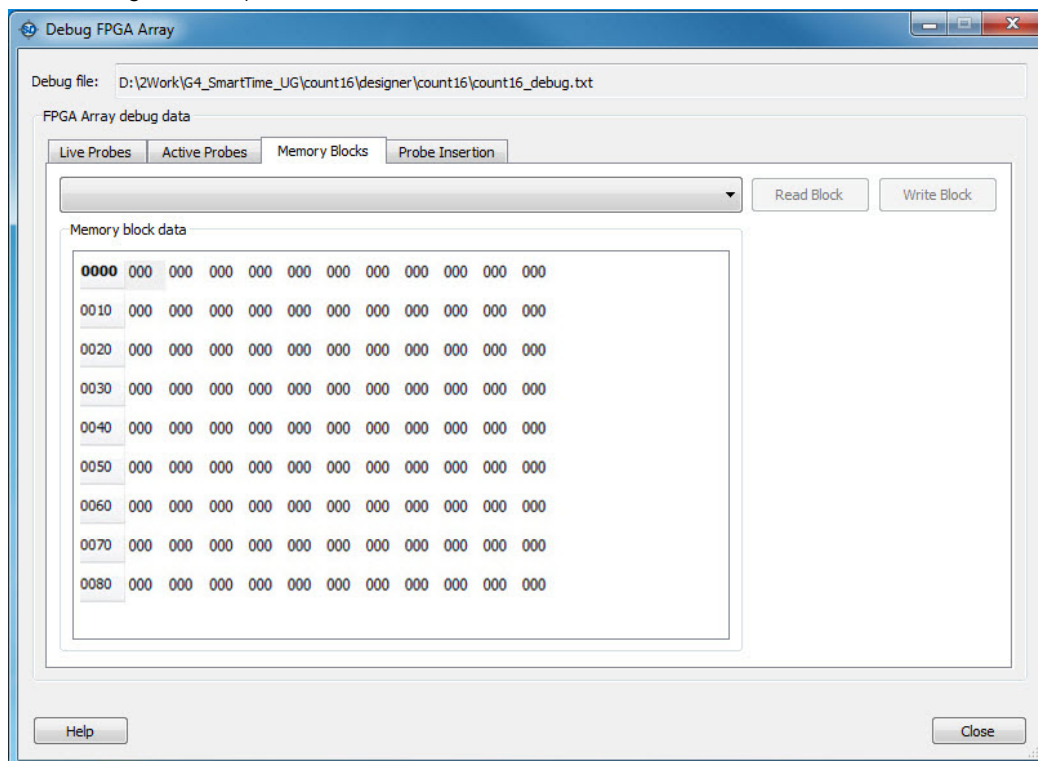 Debug FPGA Array
Debug file: D:\2Work\G4_SmartTime_UG\count16\designer\count16\count16_debug.txt
FPGA Array debug data
Live Probes Active Probes Memory Blocks Probe Insertion
Read Block Write Block
Memory block data
0000 000 000 000 000 000 000 000 000 000 000 000
0010 000 000 000 000 000 000 000 000 000 000 000
0020 000 000 000 000 000 000 000 000 000 000 000
0030 000 000 000 000 000 000 000 000 000 000 000
0040 000 000 000 000 000 000 000 000 000 000 000
0050 000 000 000 000 000 000 000 000 000 000 000
0060 000 000 000 000 000 000 000 000 000 000 000
0070 000 000 000 000 000 000 000 000 000 000 000
0080 000 000 000 000 000 000 000 000 000 000 000
Help Close